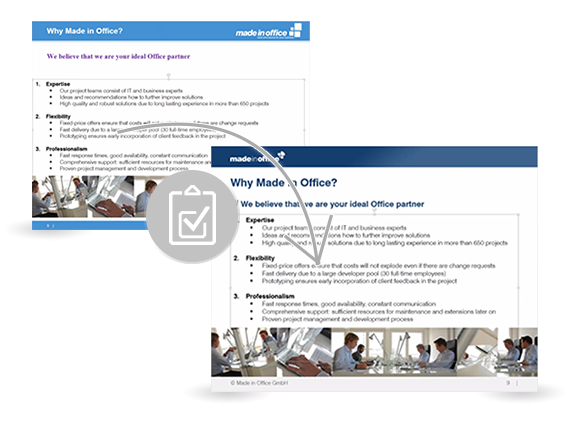 Why Made in Office?
made in office
We believe that we are your ideal Office partner
1. Expertise
▪ Our project teams consist of IT and business experts
▪ Ideas and recommendations how to further improve solutions
▪ High quality and robust solutions due to long lasting experience in more than 650 projects
2. Flexibility
▪ Fixed-price offers ensure that costs will not if there are change requests
▪ Fast delivery due to a large developer pool (30 full-time employees)
▪ Prototyping ensures early incorporation of client feedback in the project
3. Professionalism
▪ Fast response times, good availability, constant communication
▪ Comprehensive support: sufficient resources for maintenance and
▪ Proven project management and development process
made in office
Why Made in Office?
We believe that we are your ideal Office partner
Expertise
▪ Our project teams consist of IT and business experts
▪ Ideas and recommendations how to further improve solutions
▪ High quality and robust solutions due to long lasting experience in more than 650 projects
2. Flexibility
▪ Fixed-price offers ensure that costs will not explode even if there are change requests
▪ Fast delivery due to a large developer pool (30 full-time employees)
▪ Prototyping ensures early incorporation of client feedback in the project
3. Professionalism
▪ Fast response times, good availability, constant communication
▪ Comprehensive support: sufficient resources for maintenance and extensions later on
▪ Proven project management and development process
© Made in Office GmbH
9 |